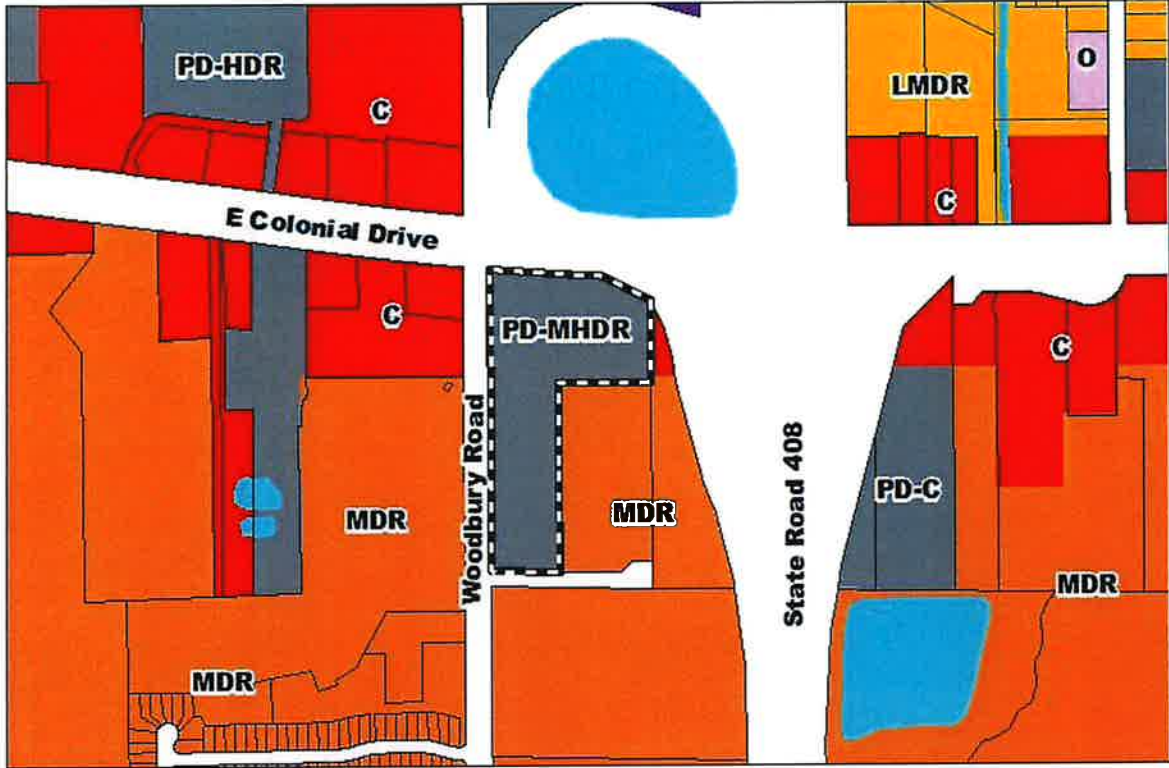 PD-HDR
C
LMDR
O
C
E Colonial Drive
C
PD-MHDR
C
Woodbury Road
State Road 408
MDR
MDR
PD-C
MDR
MDR